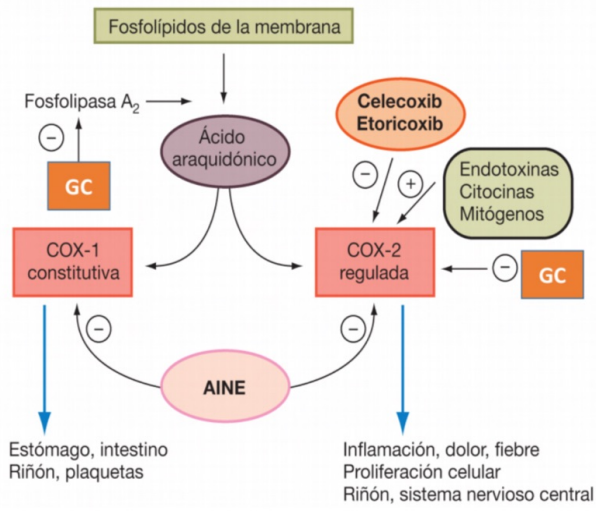 Fosfolípidos de la membrana
Fosfolipasa A2
−
GC
Ácido
araquidónico
Celecoxib
Etoricoxib
−
+
Endotoxinas
Citocinas
Mitógenos
COX-1
constitutiva
COX-2
regulada
−
GC
−
−
AINE
Estómago, intestino
Riñón, plaquetas
Inflamación, dolor, fiebre
Proliferación celular
Riñón, sistema nervioso central